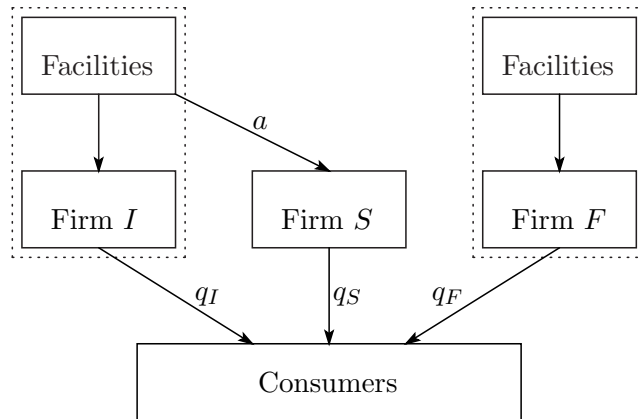 Facilities
Facilities
a
Firm I
Firm S
Firm F
q_I
q_S
q_F
Consumers